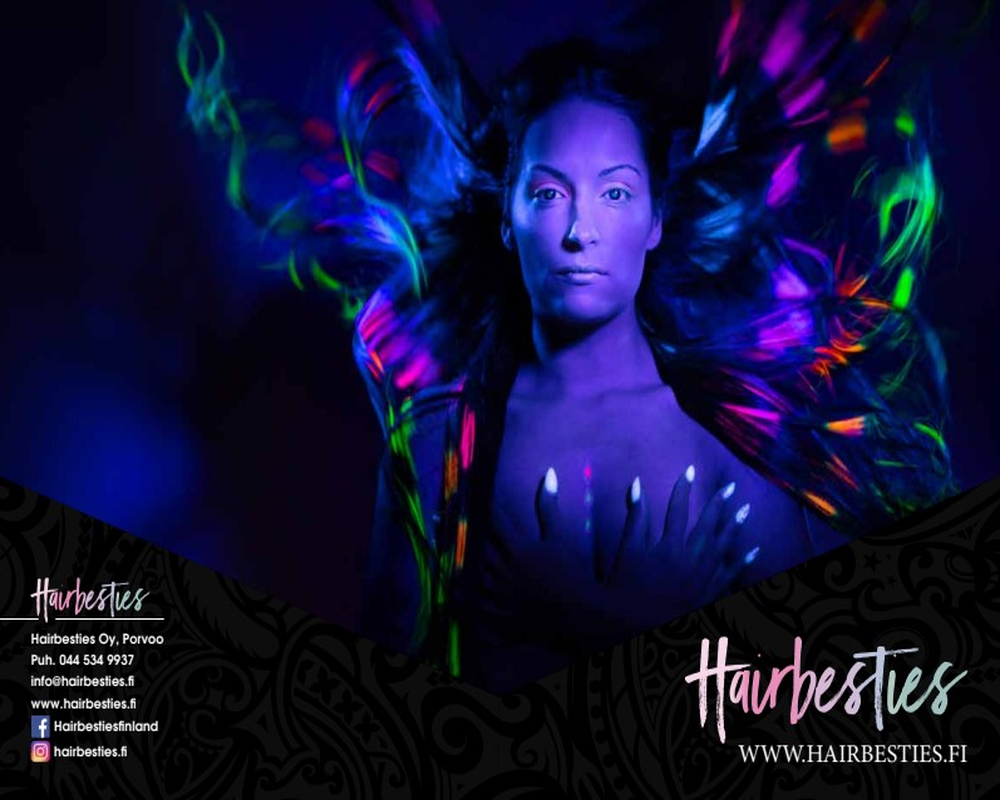 Hairbesties
Hairbesties Oy, Porvoo
Puh. 044 534 9937
info@hairbesties.fi
www.hairbesties.fi
Hairbestiesfinland
hairbesties.fi
Hairbesties
WWW.HAIRBESTIES.FI